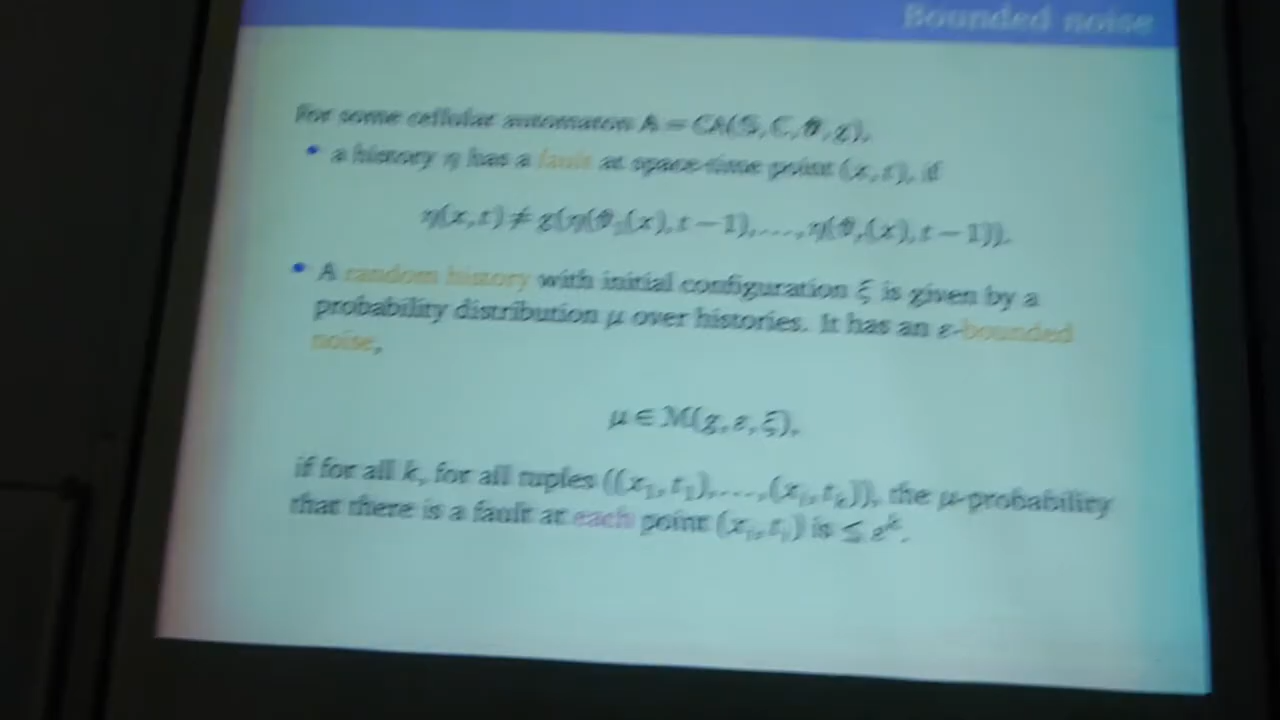 Bounded noise
For some cellular automaton A = CA(S, C, θ, g),
• a history η has a fault at space-time point (x, t), if
η(x, t) ≠ g(η(θ₁(x), t − 1), …, η(θᵣ(x), t − 1)).
• A random history with initial configuration ξ is given by a
probability distribution μ over histories. It has an ε-bounded
noise,
μ ∈ M(g, ε, ξ),
if for all k, for all tuples ((x₁, t₁), …, (xₖ, tₖ)), the μ-probability
that there is a fault at each point (xᵢ, tᵢ) is ≤ εᵏ.